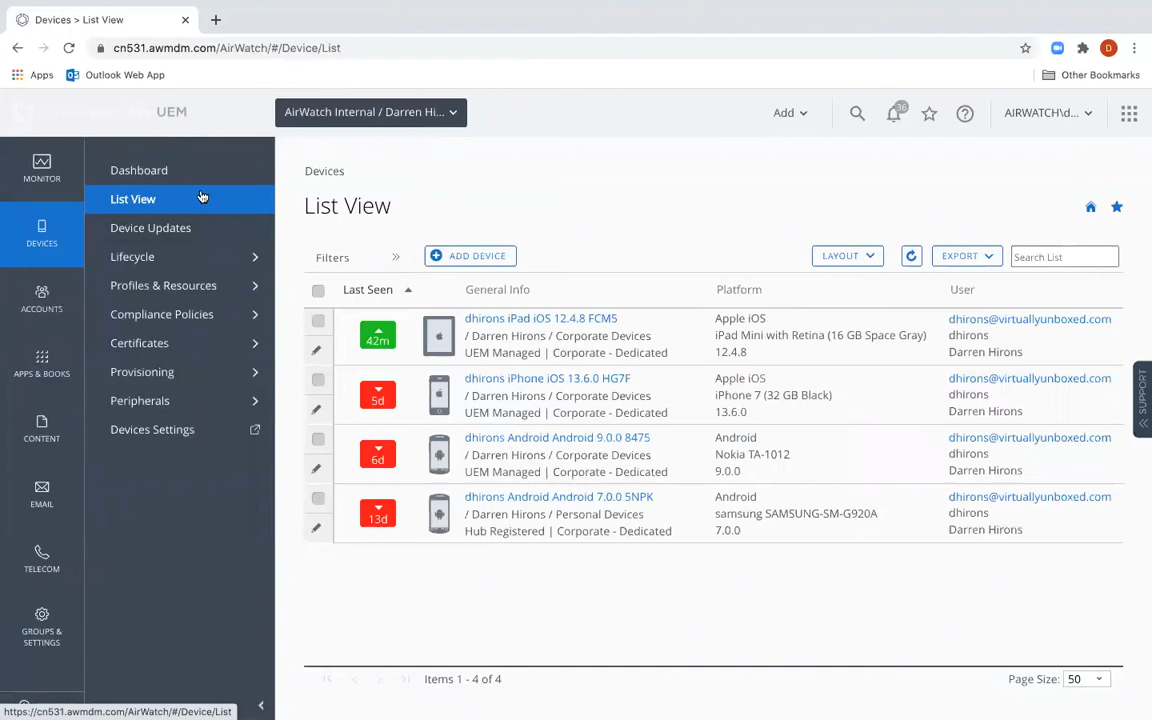 Devices > List View
cn531.awmdm.com/AirWatch/#/Device/List
Apps
Outlook Web App
Other Bookmarks
D
UEM
AirWatch Internal / Darren Hi...
Add
36
AIRWATCH\d...
MONITOR
DEVICES
ACCOUNTS
APPS & BOOKS
CONTENT
EMAIL
TELECOM
GROUPS &
SETTINGS
Dashboard
List View
Device Updates
Lifecycle
Profiles & Resources
Compliance Policies
Certificates
Provisioning
Peripherals
Devices Settings
Devices
List View
Filters
ADD DEVICE
LAYOUT
EXPORT
Search List
Last Seen
General Info
Platform
User
42m
dhirons iPad iOS 12.4.8 FCM5
/ Darren Hirons / Corporate Devices
UEM Managed | Corporate - Dedicated
Apple iOS
iPad Mini with Retina (16 GB Space Gray)
12.4.8
dhirons@virtuallyunboxed.com
dhirons
Darren Hirons
5d
dhirons iPhone iOS 13.6.0 HG7F
/ Darren Hirons / Corporate Devices
UEM Managed | Corporate - Dedicated
Apple iOS
iPhone 7 (32 GB Black)
13.6.0
dhirons@virtuallyunboxed.com
dhirons
Darren Hirons
6d
dhirons Android Android 9.0.0 8475
/ Darren Hirons / Corporate Devices
UEM Managed | Corporate - Dedicated
Android
Nokia TA-1012
9.0.0
dhirons@virtuallyunboxed.com
dhirons
Darren Hirons
13d
dhirons Android Android 7.0.0 5NPK
/ Darren Hirons / Personal Devices
Hub Registered | Corporate - Dedicated
Android
samsung SAMSUNG-SM-G920A
7.0.0
dhirons@virtuallyunboxed.com
dhirons
Darren Hirons
SUPPORT
Items 1 - 4 of 4
Page Size:
50
https://cn531.awmdm.com/AirWatch/#/Device/List